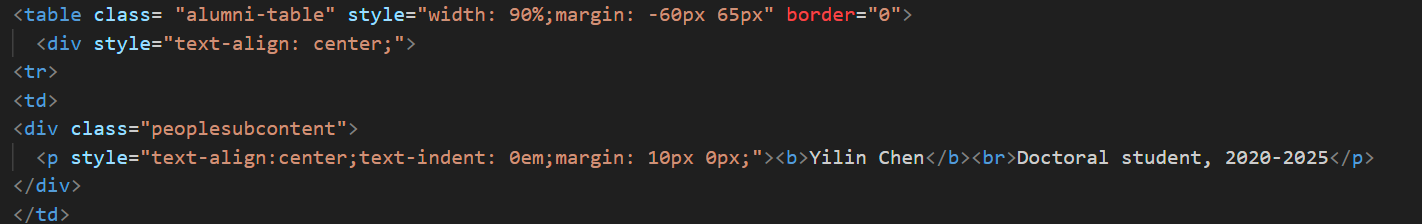 <table class= "alumni-table" style="width: 90%;margin: -60px 65px" border="0">
<div style="text-align: center;">
<tr>
<td>
<div class="peoplesubcontent">
<p style="text-align:center;text-indent: 0em;margin: 10px 0px;"><b>Yilin Chen</b><br>Doctoral student, 2020-2025</p>
</div>
</td>